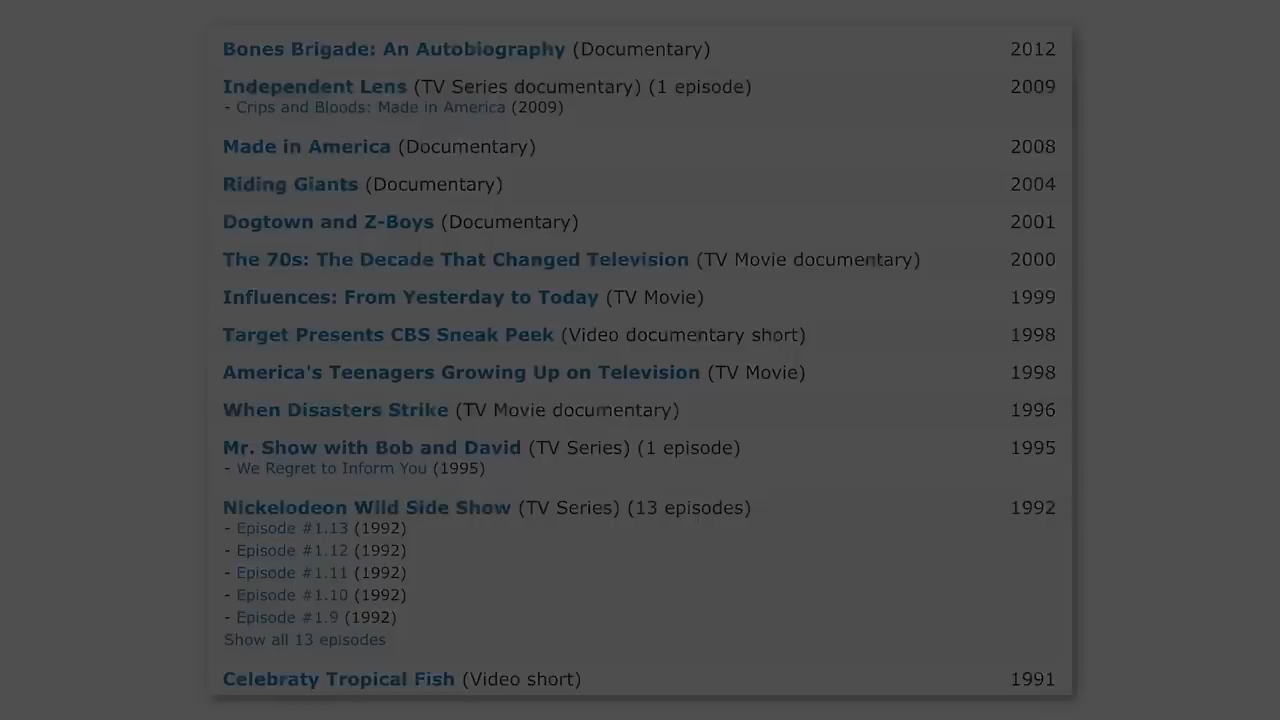 Bones Brigade: An Autobiography (Documentary) 2012
Independent Lens (TV Series documentary) (1 episode) 2009
- Crips and Bloods: Made in America (2009)
Made in America (Documentary) 2008
Riding Giants (Documentary) 2004
Dogtown and Z-Boys (Documentary) 2001
The 70s: The Decade That Changed Television (TV Movie documentary) 2000
Influences: From Yesterday to Today (TV Movie) 1999
Target Presents CBS Sneak Peek (Video documentary short) 1998
America's Teenagers Growing Up on Television (TV Movie) 1998
When Disasters Strike (TV Movie documentary) 1996
Mr. Show with Bob and David (TV Series) (1 episode) 1995
- We Regret to Inform You (1995)
Nickelodeon Wild Side Show (TV Series) (13 episodes) 1992
- Episode #1.13 (1992)
- Episode #1.12 (1992)
- Episode #1.11 (1992)
- Episode #1.10 (1992)
- Episode #1.9 (1992)
Show all 13 episodes
Celebraty Tropical Fish (Video short) 1991